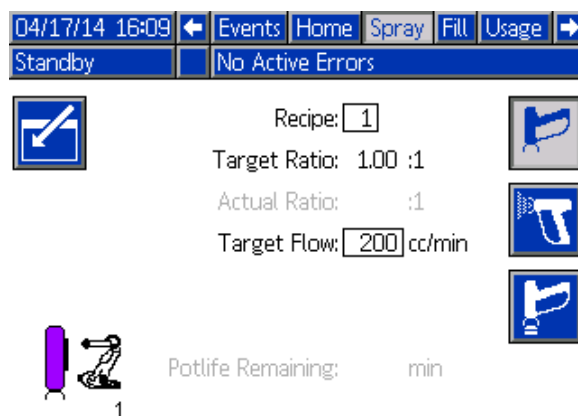 04/17/14 16:09 Events Home Spray Fill Usage
Standby No Active Errors
Recipe: 1
Target Ratio: 1.00 :1
Actual Ratio: :1
Target Flow: 200 cc/min
Potlife Remaining: min
1